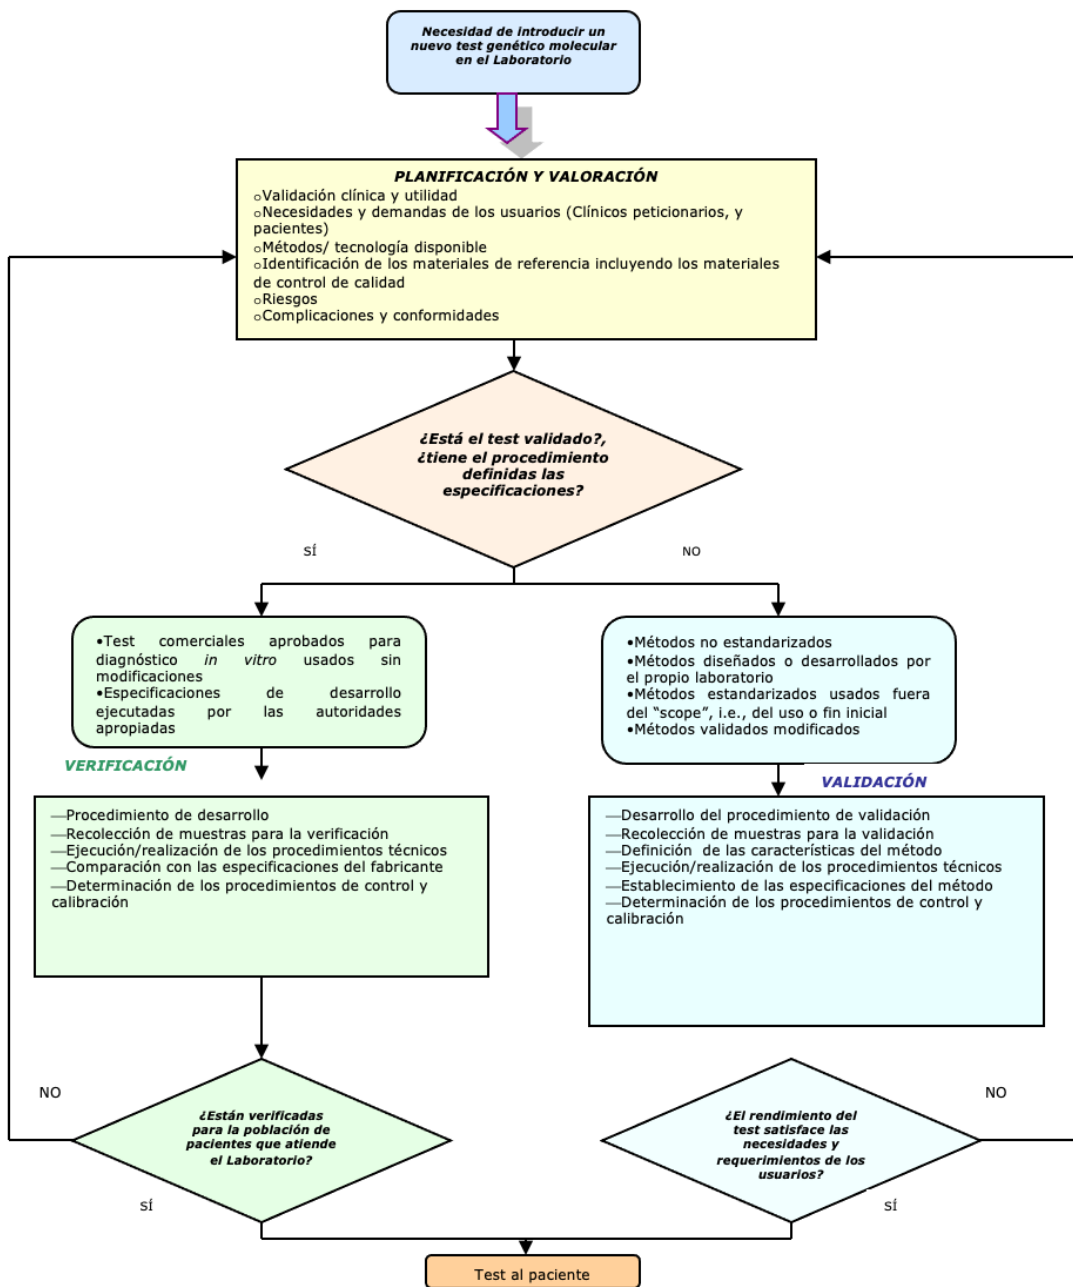 Necesidad de introducir un
nuevo test genético molecular
en el Laboratorio
PLANIFICACIÓN Y VALORACIÓN
oValidación clínica y utilidad
oNecesidades y demandas de los usuarios (Clínicos peticionarios, y
pacientes)
oMétodos/ tecnología disponible
oIdentificación de los materiales de referencia incluyendo los materiales
de control de calidad
oRiesgos
oComplicaciones y conformidades
¿Está el test validado?,
¿tiene el procedimiento
definidas las
especificaciones?
SÍ
NO
•Test comerciales aprobados para
diagnóstico in vitro usados sin
modificaciones
•Especificaciones de desarrollo
ejecutadas por las autoridades
apropiadas
•Métodos no estandarizados
•Métodos diseñados o desarrollados por
el propio laboratorio
•Métodos estandarizados usados fuera
del “scope”, i.e., del uso o fin inicial
•Métodos validados modificados
VERIFICACIÓN
VALIDACIÓN
—Procedimiento de desarrollo
—Recolección de muestras para la verificación
—Ejecución/realización de los procedimientos técnicos
—Comparación con las especificaciones del fabricante
—Determinación de los procedimientos de control y
calibración
—Desarrollo del procedimiento de validación
—Recolección de muestras para la validación
—Definición de las características del método
—Ejecución/realización de los procedimientos técnicos
—Establecimiento de las especificaciones del método
—Determinación de los procedimientos de control y
calibración
NO
¿Están verificadas
para la población de
pacientes que atiende
el Laboratorio?
SÍ
¿El rendimiento del
test satisface las
necesidades y
requerimientos de los
usuarios?
NO
SÍ
Test al paciente